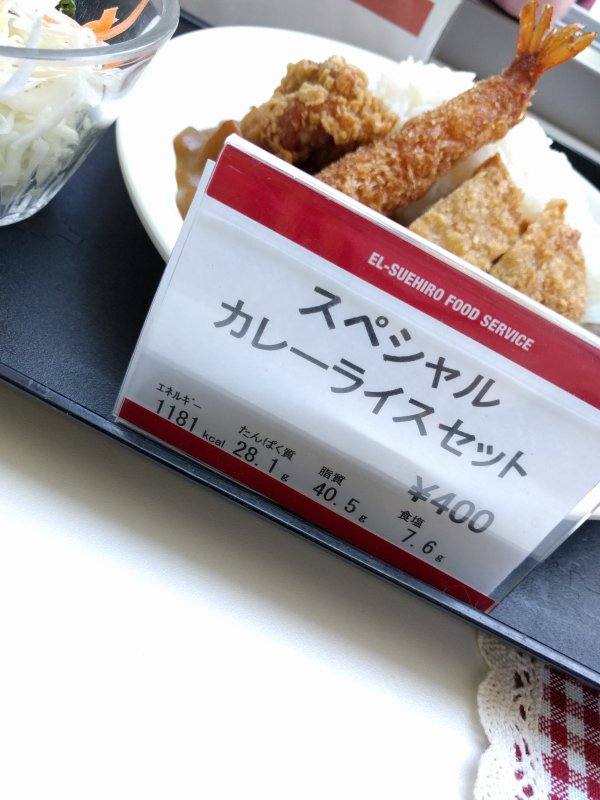 EL-SUEHIRO FOOD SERVICE
スペシャル
カレーライスセット
¥400
エネルギー たんぱく質 脂質 食塩
1181 kcal 28.1 g 40.5 g 7.6 g